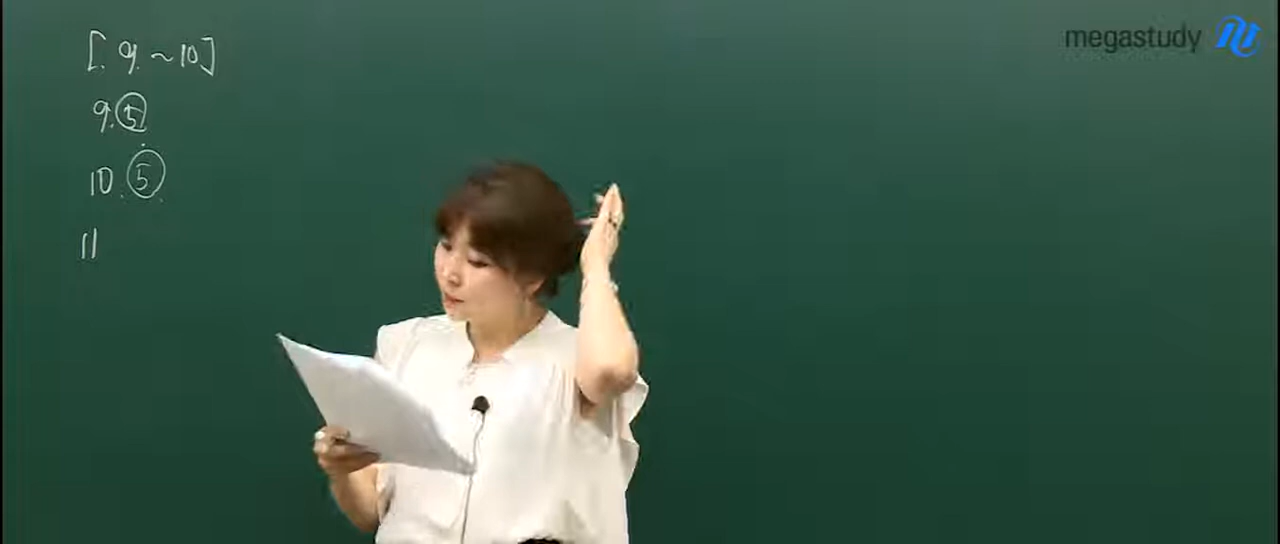 [. 9. ~ 10]
megastudy
9. ⑤
10. ⑤
11